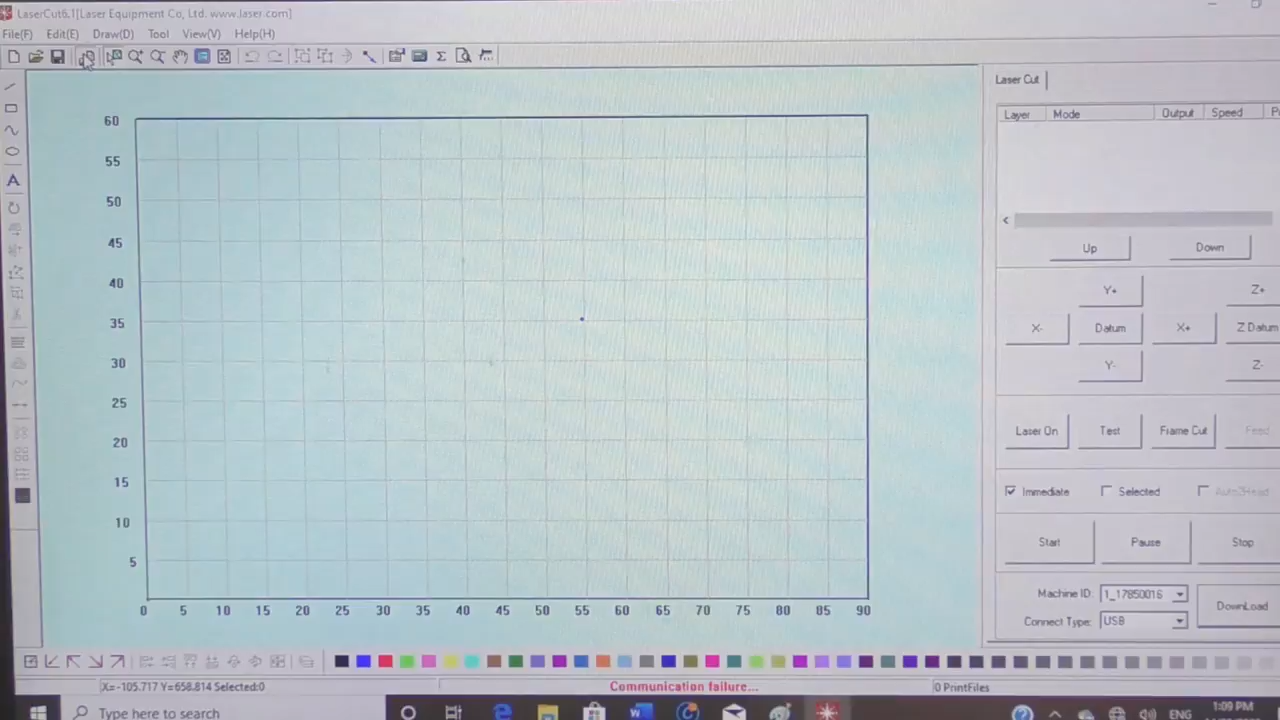 LaserCut6.1[Laser Equipment Co, Ltd. www.laser.com]
File(F) Edit(E) Draw(D) Tool View(V) Help(H)
Laser Cut
Layer Mode Output Speed
60
55
50
45
40
35
30
25
20
15
10
5
0 5 10 15 20 25 30 35 40 45 50 55 60 65 70 75 80 85 90
Up Down
Y+ Z+
X- Datum X+ Z Datum
Y- Z-
Laser On Test Frame Cut Feed
Immediate Selected
Start Pause Stop
Machine ID: 1_17850016
DownLoad
Connect Type: USB
X=-105.717 Y=658.814 Selected:0 Communication failure... 0 PrintFiles
Type here to search
ENG 1:09 PM